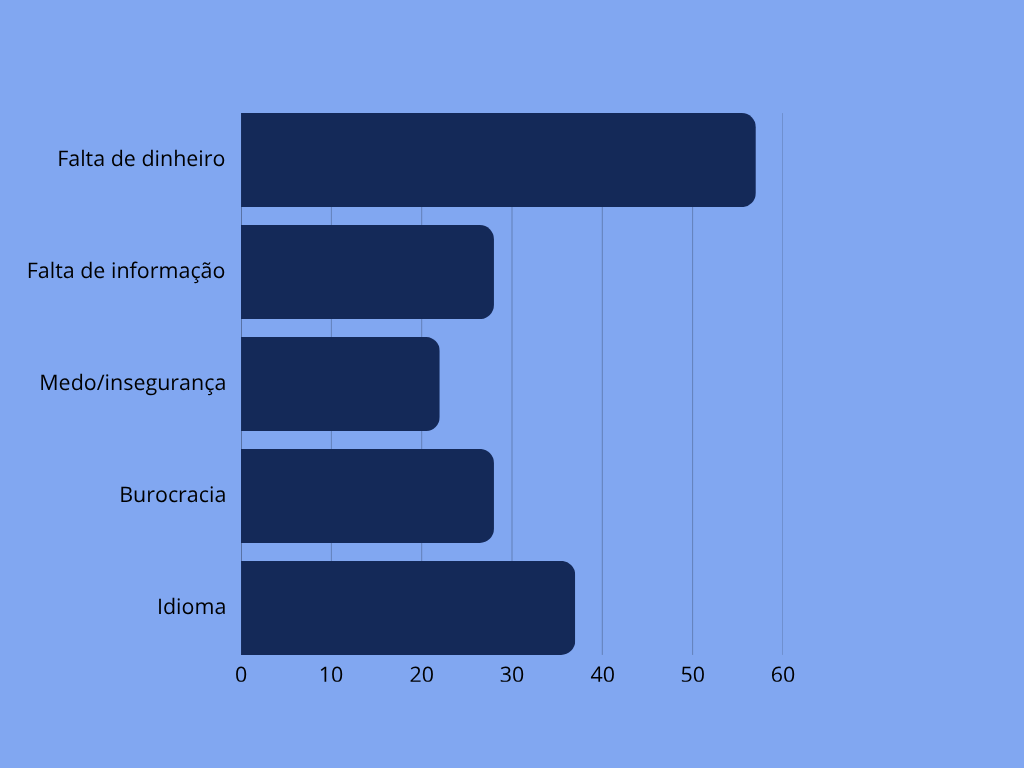 Falta de dinheiro
Falta de informação
Medo/insegurança
Burocracia
Idioma
0 10 20 30 40 50 60